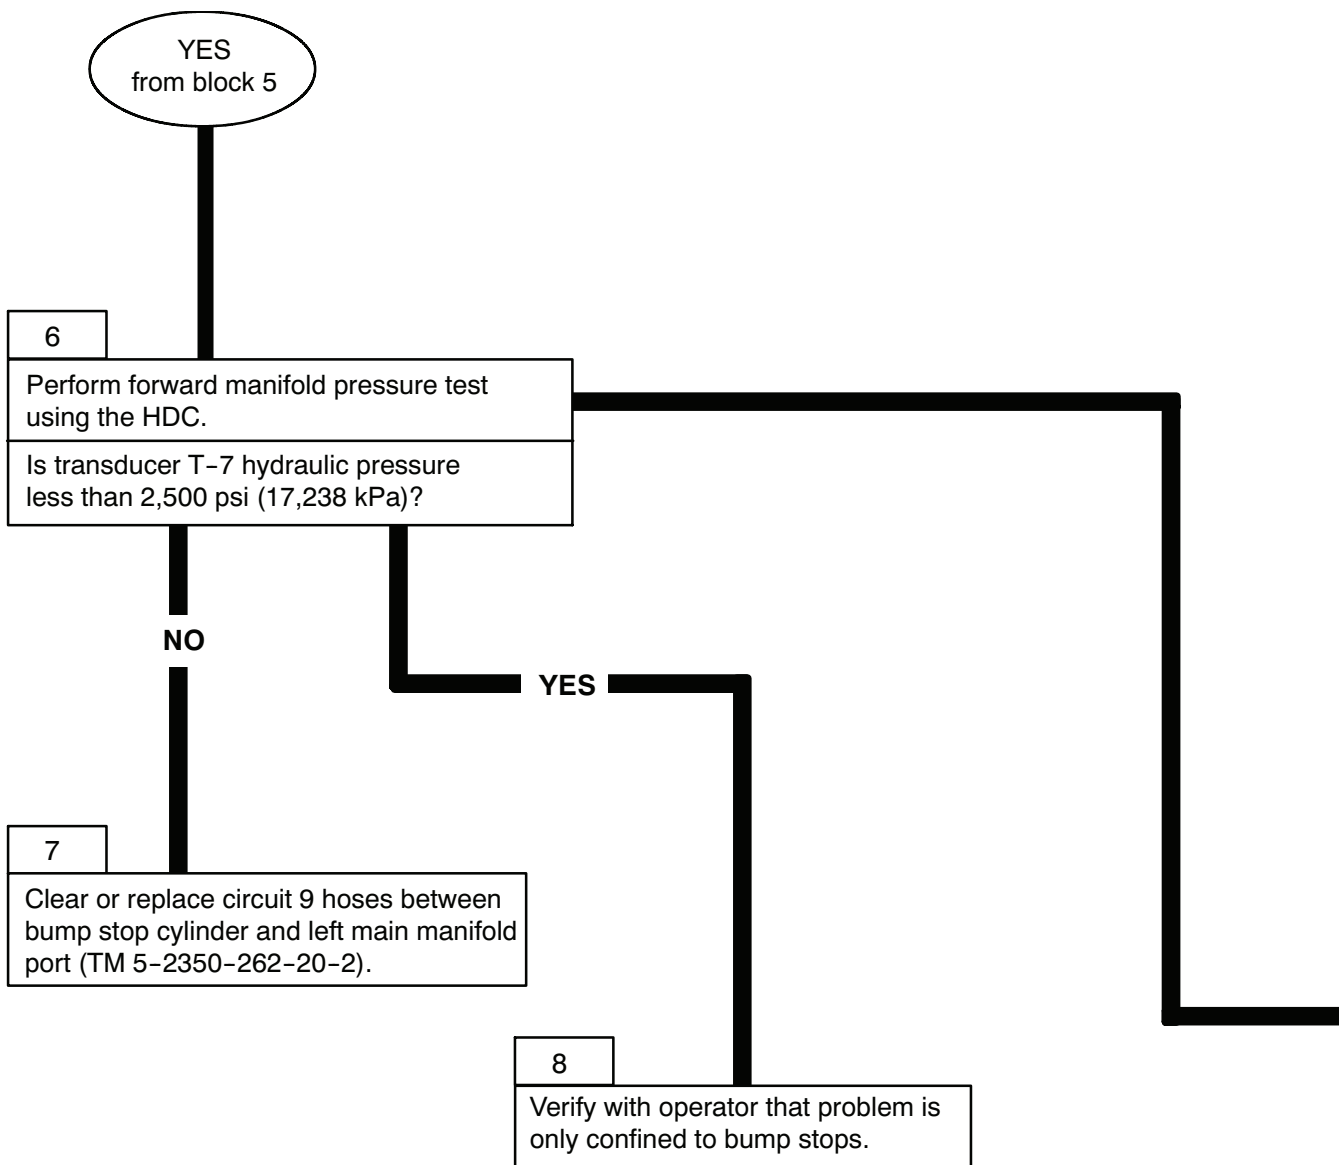 YES
from block 5
6
Perform forward manifold pressure test
using the HDC.
Is transducer T-7 hydraulic pressure
less than 2,500 psi (17,238 kPa)?
NO
YES
7
Clear or replace circuit 9 hoses between
bump stop cylinder and left main manifold
port (TM 5-2350-262-20-2).
8
Verify with operator that problem is
only confined to bump stops.